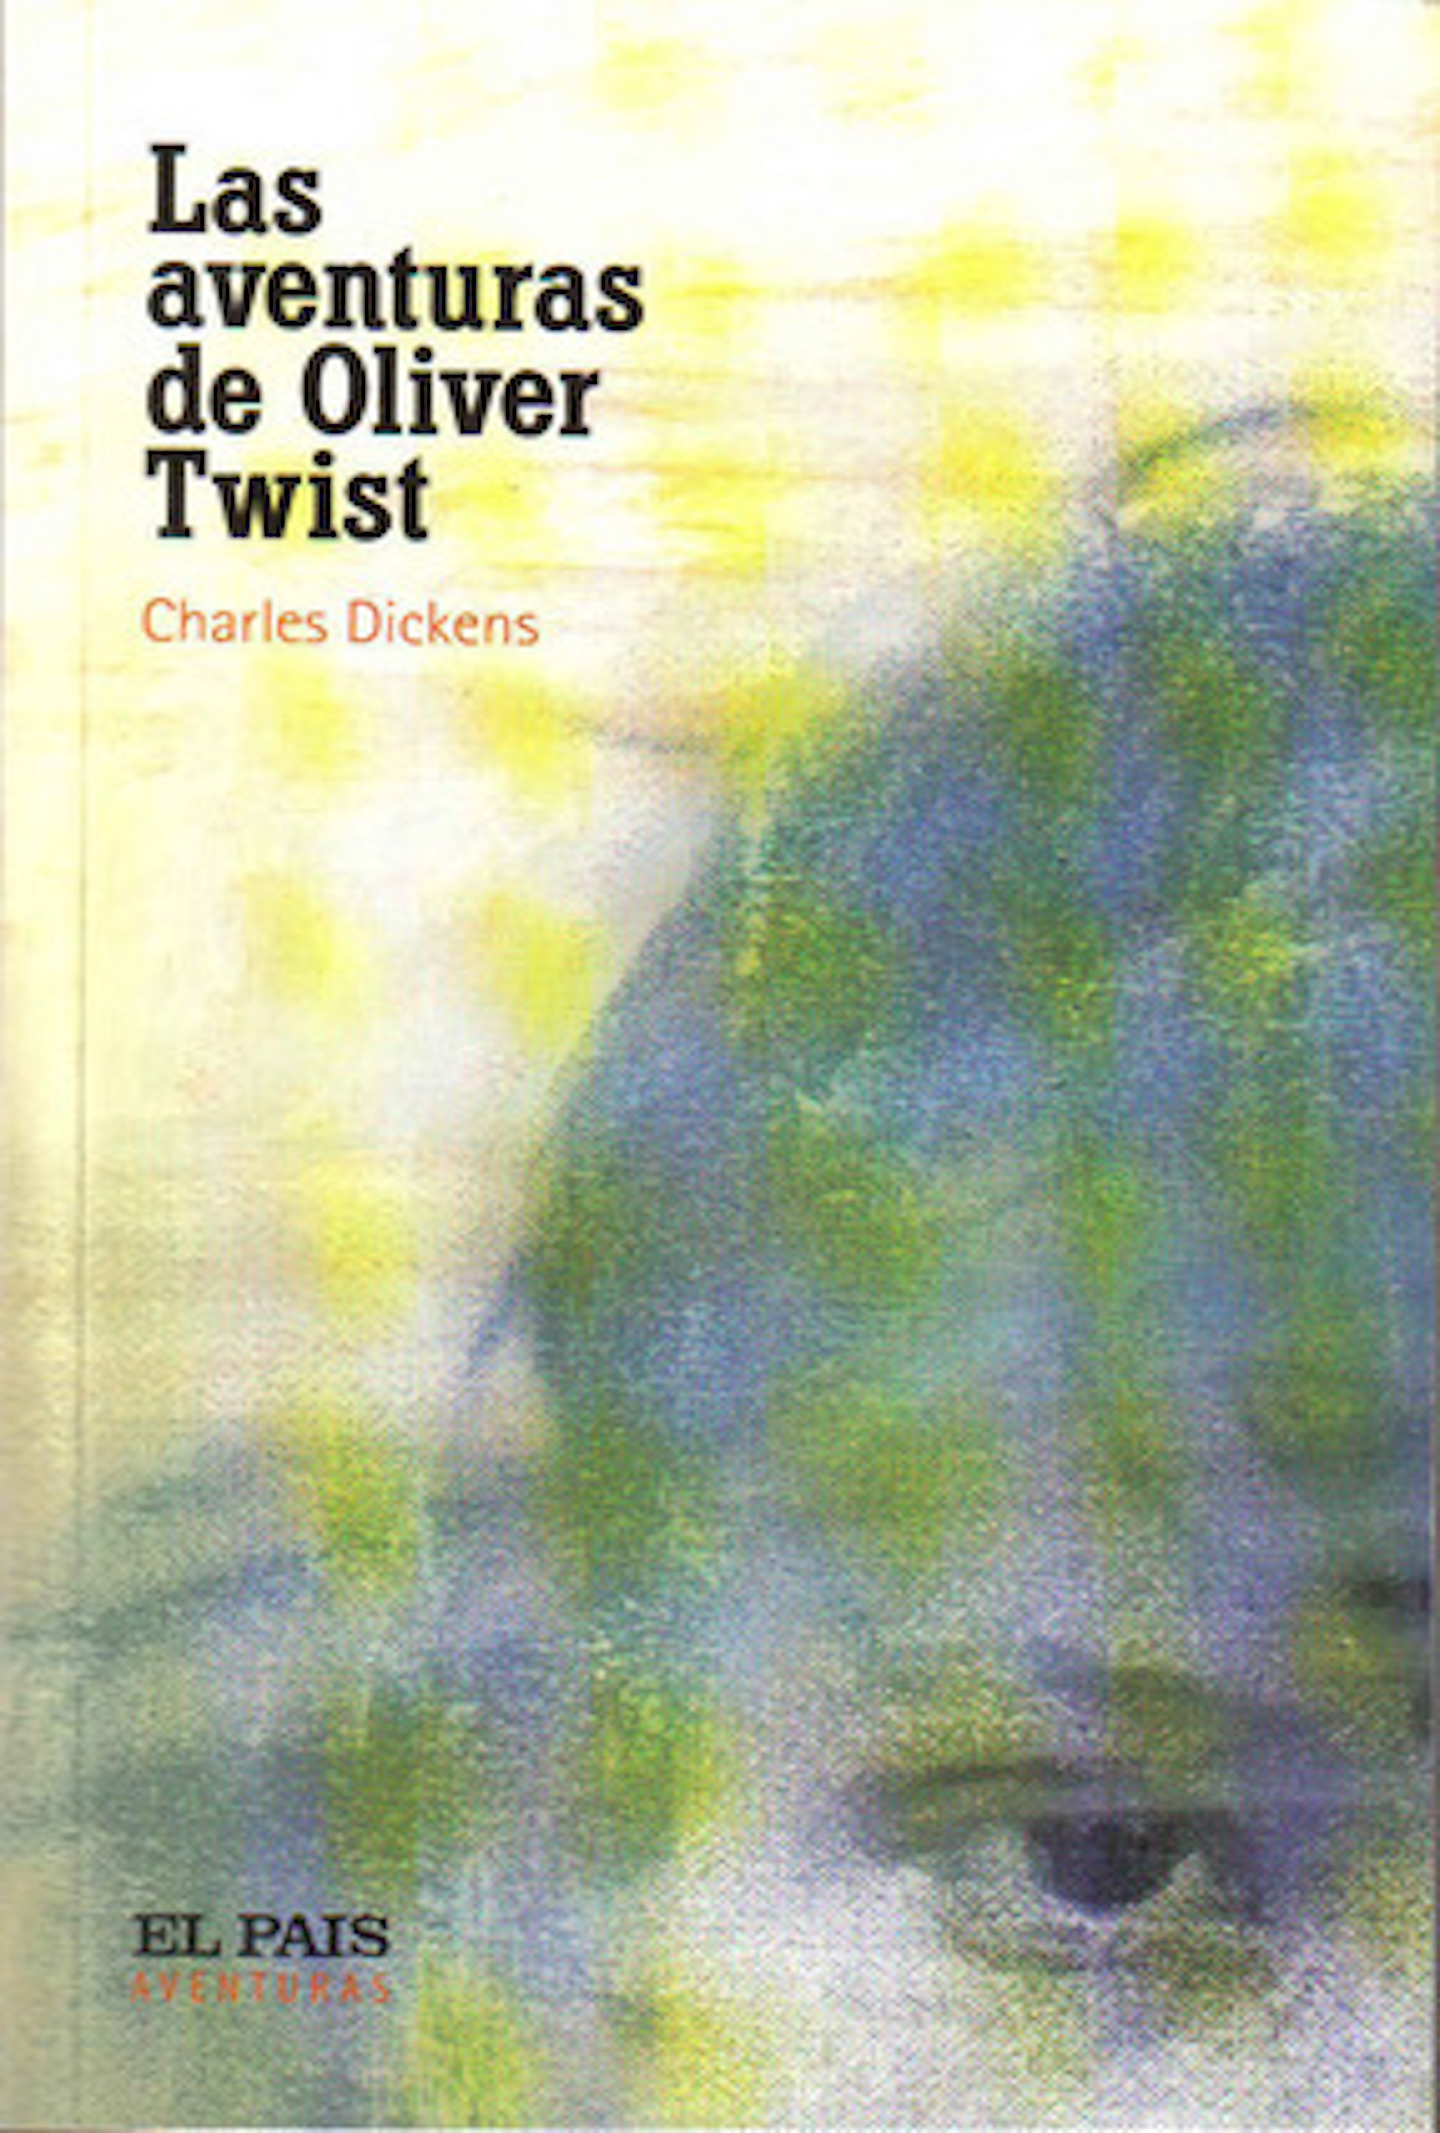 Las
aventuras
de Oliver
Twist
Charles Dickens
EL PAIS
AVENTURAS